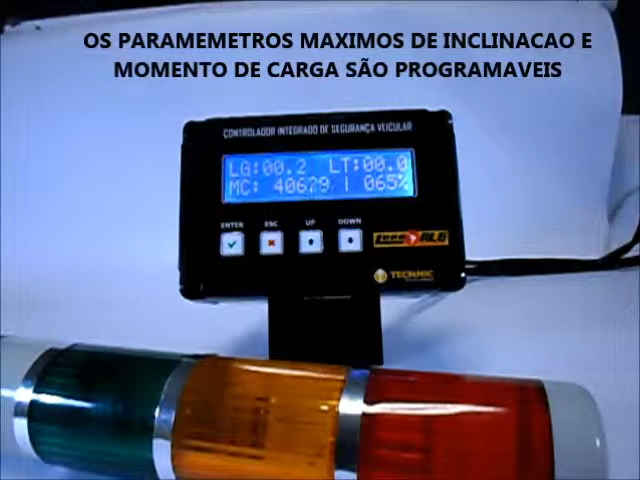 OS PARAMEMETROS MAXIMOS DE INCLINACAO E
MOMENTO DE CARGA SÃO PROGRAMAVEIS
CONTROLADOR INTEGRADO DE SEGURANÇA VEICULAR
LG:00.2 LT:00.0
MC: 40679 | 065%
ENTER ESC UP DOWN
TECNNIC